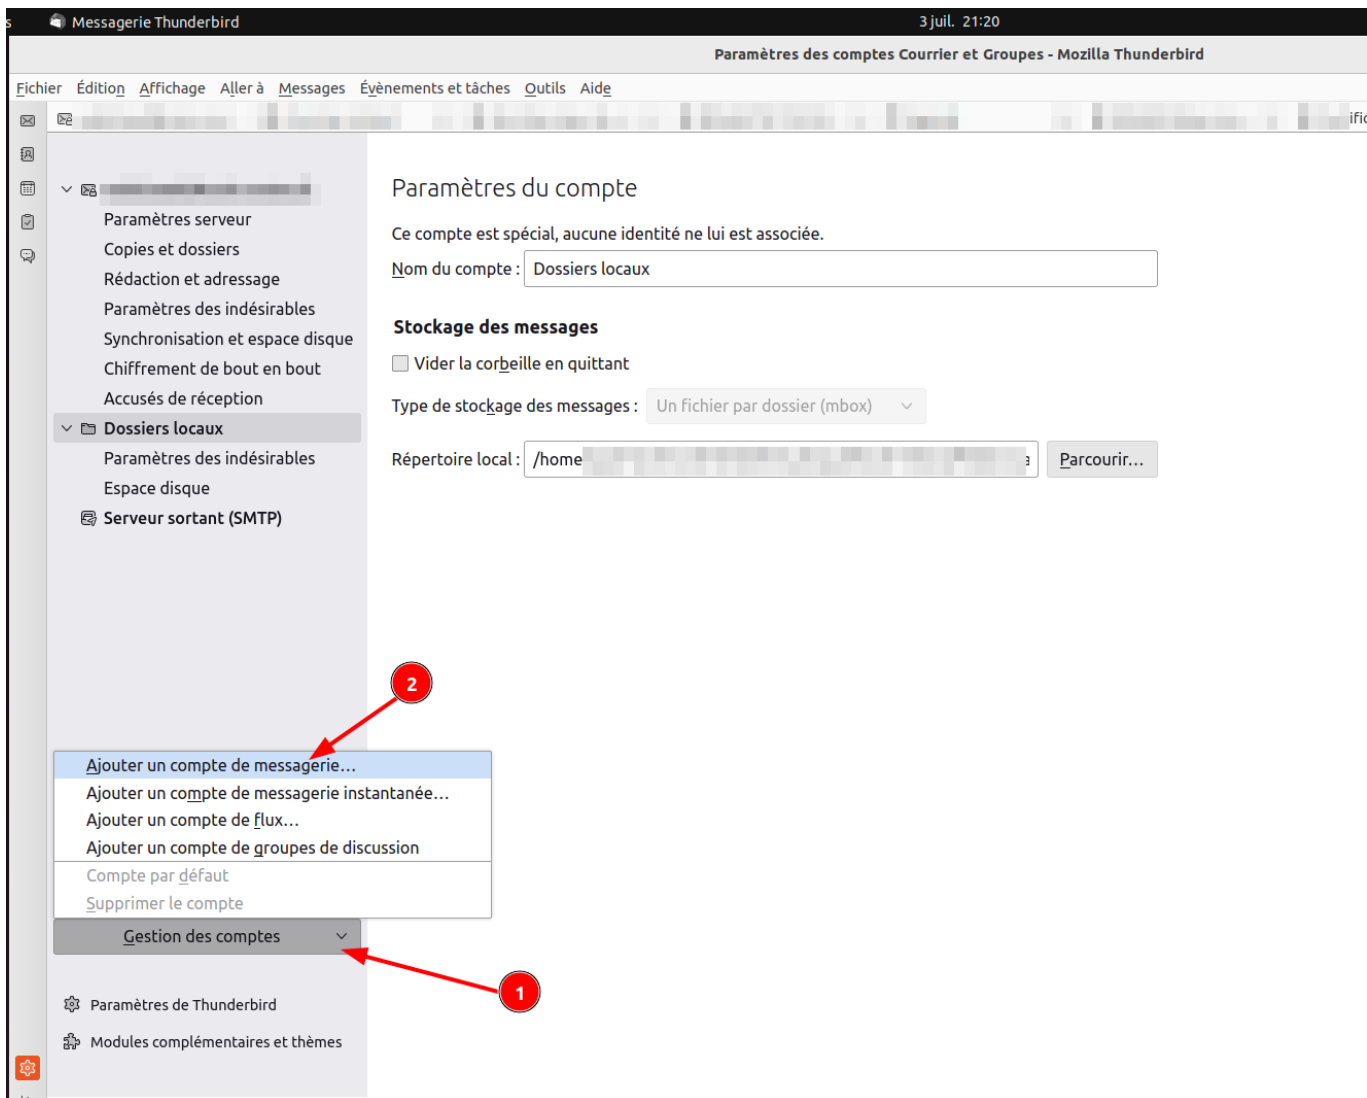 s Messagerie Thunderbird 3 juil. 21:20
Paramètres des comptes Courrier et Groupes - Mozilla Thunderbird
Fichier Édition Affichage Aller à Messages Évènements et tâches Outils Aide
Paramètres du compte
Paramètres serveur
Ce compte est spécial, aucune identité ne lui est associée.
Copies et dossiers
Nom du compte : Dossiers locaux
Rédaction et adressage
Paramètres des indésirables
Stockage des messages
Synchronisation et espace disque
Vider la corbeille en quittant
Chiffrement de bout en bout
Accusés de réception
Type de stockage des messages : Un fichier par dossier (mbox)
Dossiers locaux
Paramètres des indésirables
Répertoire local : /home Parcourir...
Espace disque
Serveur sortant (SMTP)
2
Ajouter un compte de messagerie...
Ajouter un compte de messagerie instantanée...
Ajouter un compte de flux...
Ajouter un compte de groupes de discussion
Compte par défaut
Supprimer le compte
Gestion des comptes
1
Paramètres de Thunderbird
Modules complémentaires et thèmes